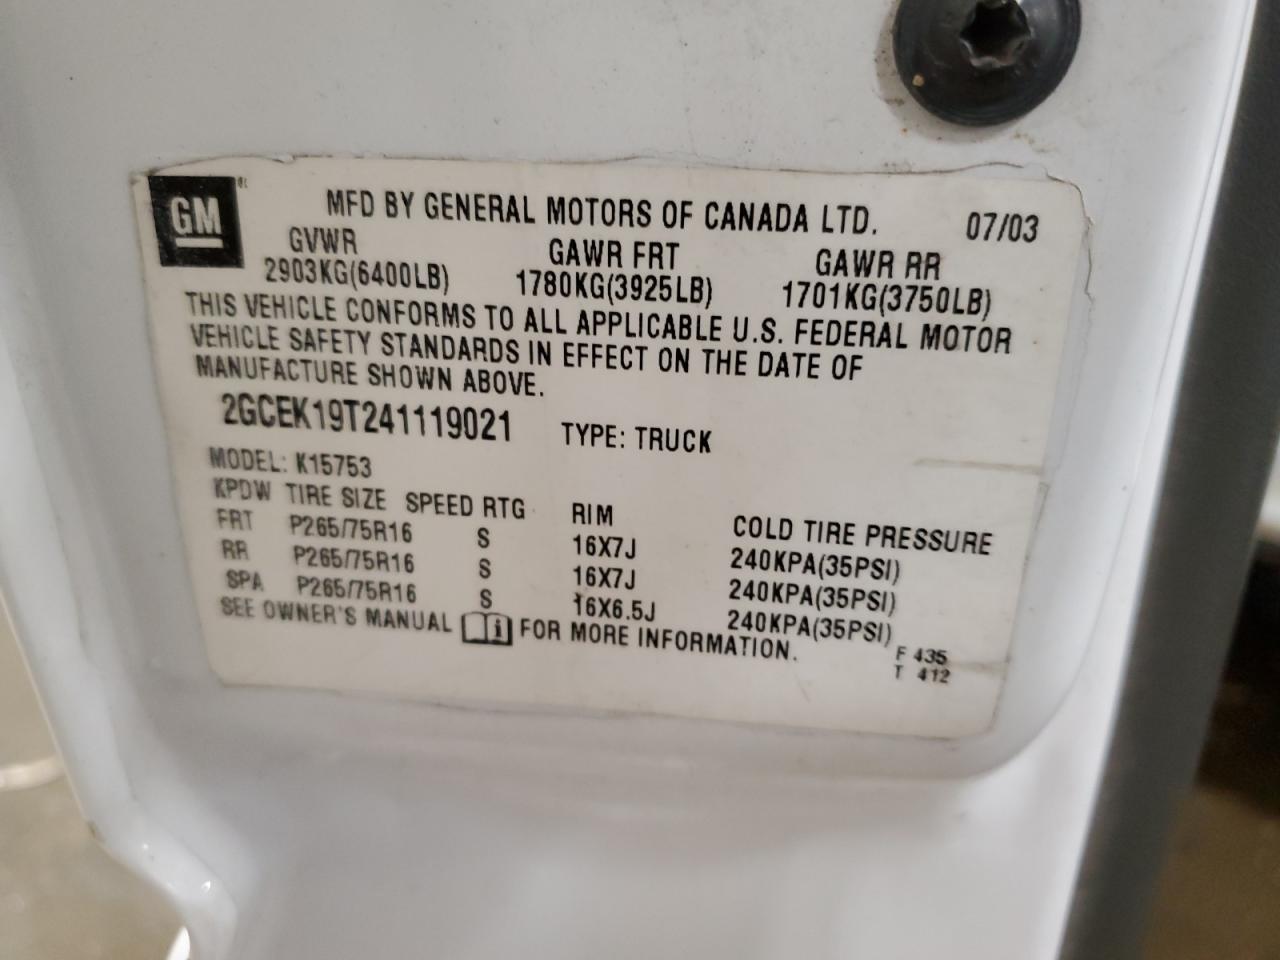 GM
MFD BY GENERAL MOTORS OF CANADA LTD. 07/03
GVWR GAWR FRT GAWR RR
2903KG(6400LB) 1780KG(3925LB) 1701KG(3750LB)
THIS VEHICLE CONFORMS TO ALL APPLICABLE U.S. FEDERAL MOTOR
VEHICLE SAFETY STANDARDS IN EFFECT ON THE DATE OF
MANUFACTURE SHOWN ABOVE.
2GCEK19T241119021 TYPE: TRUCK
MODEL: K15753
KPDW TIRE SIZE SPEED RTG RIM COLD TIRE PRESSURE
FRT P265/75R16 S 16X7J 240KPA(35PSI)
RR P265/75R16 S 16X7J 240KPA(35PSI)
SPA P265/75R16 S 16X6.5J 240KPA(35PSI)
SEE OWNER'S MANUAL i FOR MORE INFORMATION.
F 435
T 412